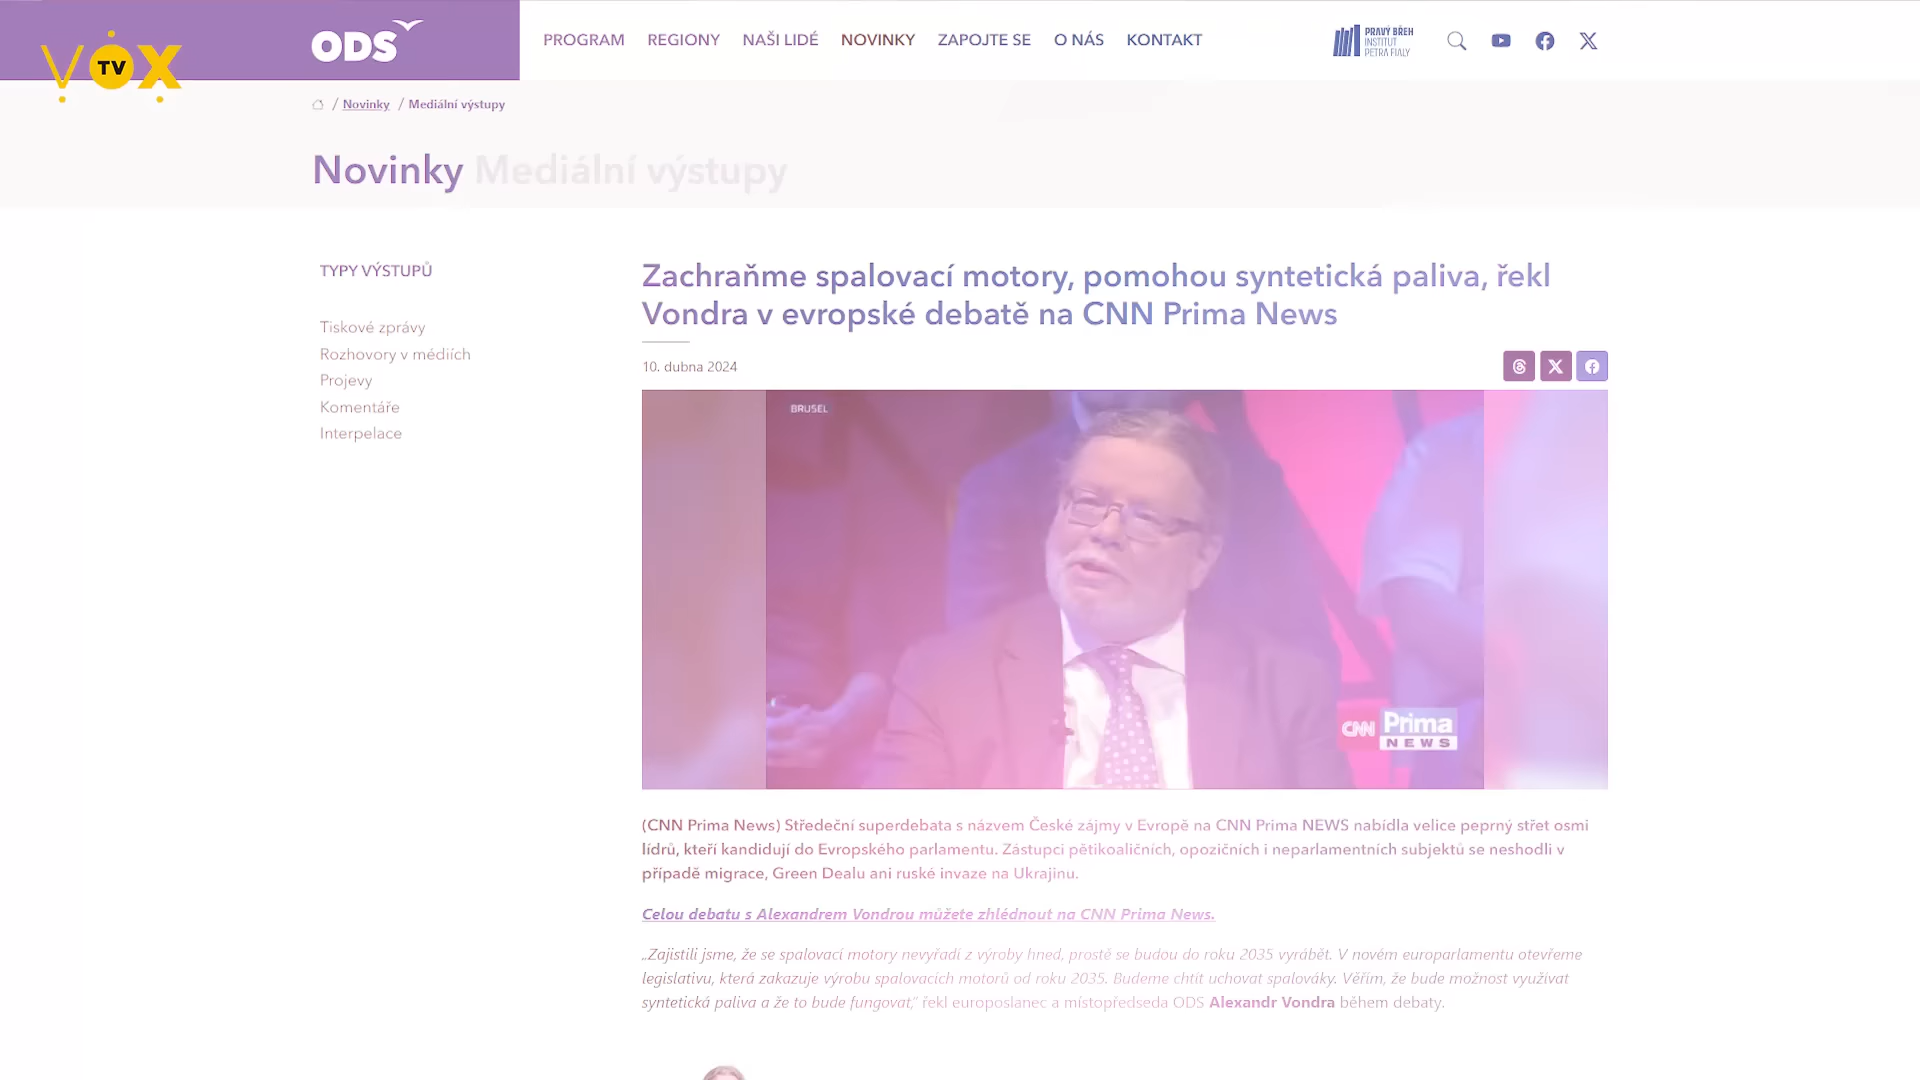 VOX TV
ODS
PROGRAM REGIONY NAŠI LIDÉ NOVINKY ZAPOJTE SE O NÁS KONTAKT
PRAVÝ BŘEH
INSTITUT
PETRA FIALY
/ Novinky / Mediální výstupy
Novinky Mediální výstupy
TYPY VÝSTUPŮ
Tiskové zprávy
Rozhovory v médiích
Projevy
Komentáře
Interpelace
Zachraňme spalovací motory, pomohou syntetická paliva, řekl
Vondra v evropské debatě na CNN Prima News
10. dubna 2024
BRUSEL
CNN Prima
NEWS
(CNN Prima News) Středeční superdebata s názvem České zájmy v Evropě na CNN Prima NEWS nabídla velice peprný střet osmi
lídrů, kteří kandidují do Evropského parlamentu. Zástupci pětikoaličních, opozičních i neparlamentních subjektů se neshodli v
případě migrace, Green Dealu ani ruské invaze na Ukrajinu.
Celou debatu s Alexandrem Vondrou můžete zhlédnout na CNN Prima News.
„Zajistili jsme, že se spalovací motory nevyřadí z výroby hned, prostě se budou do roku 2035 vyrábět. V novém europarlamentu otevřeme
legislativu, která zakazuje výrobu spalovacích motorů od roku 2035. Budeme chtít uchovat spalováky. Věřím, že bude možnost využívat
syntetická paliva a že to bude fungovat,“ řekl europoslanec a místopředseda ODS Alexandr Vondra během debaty.